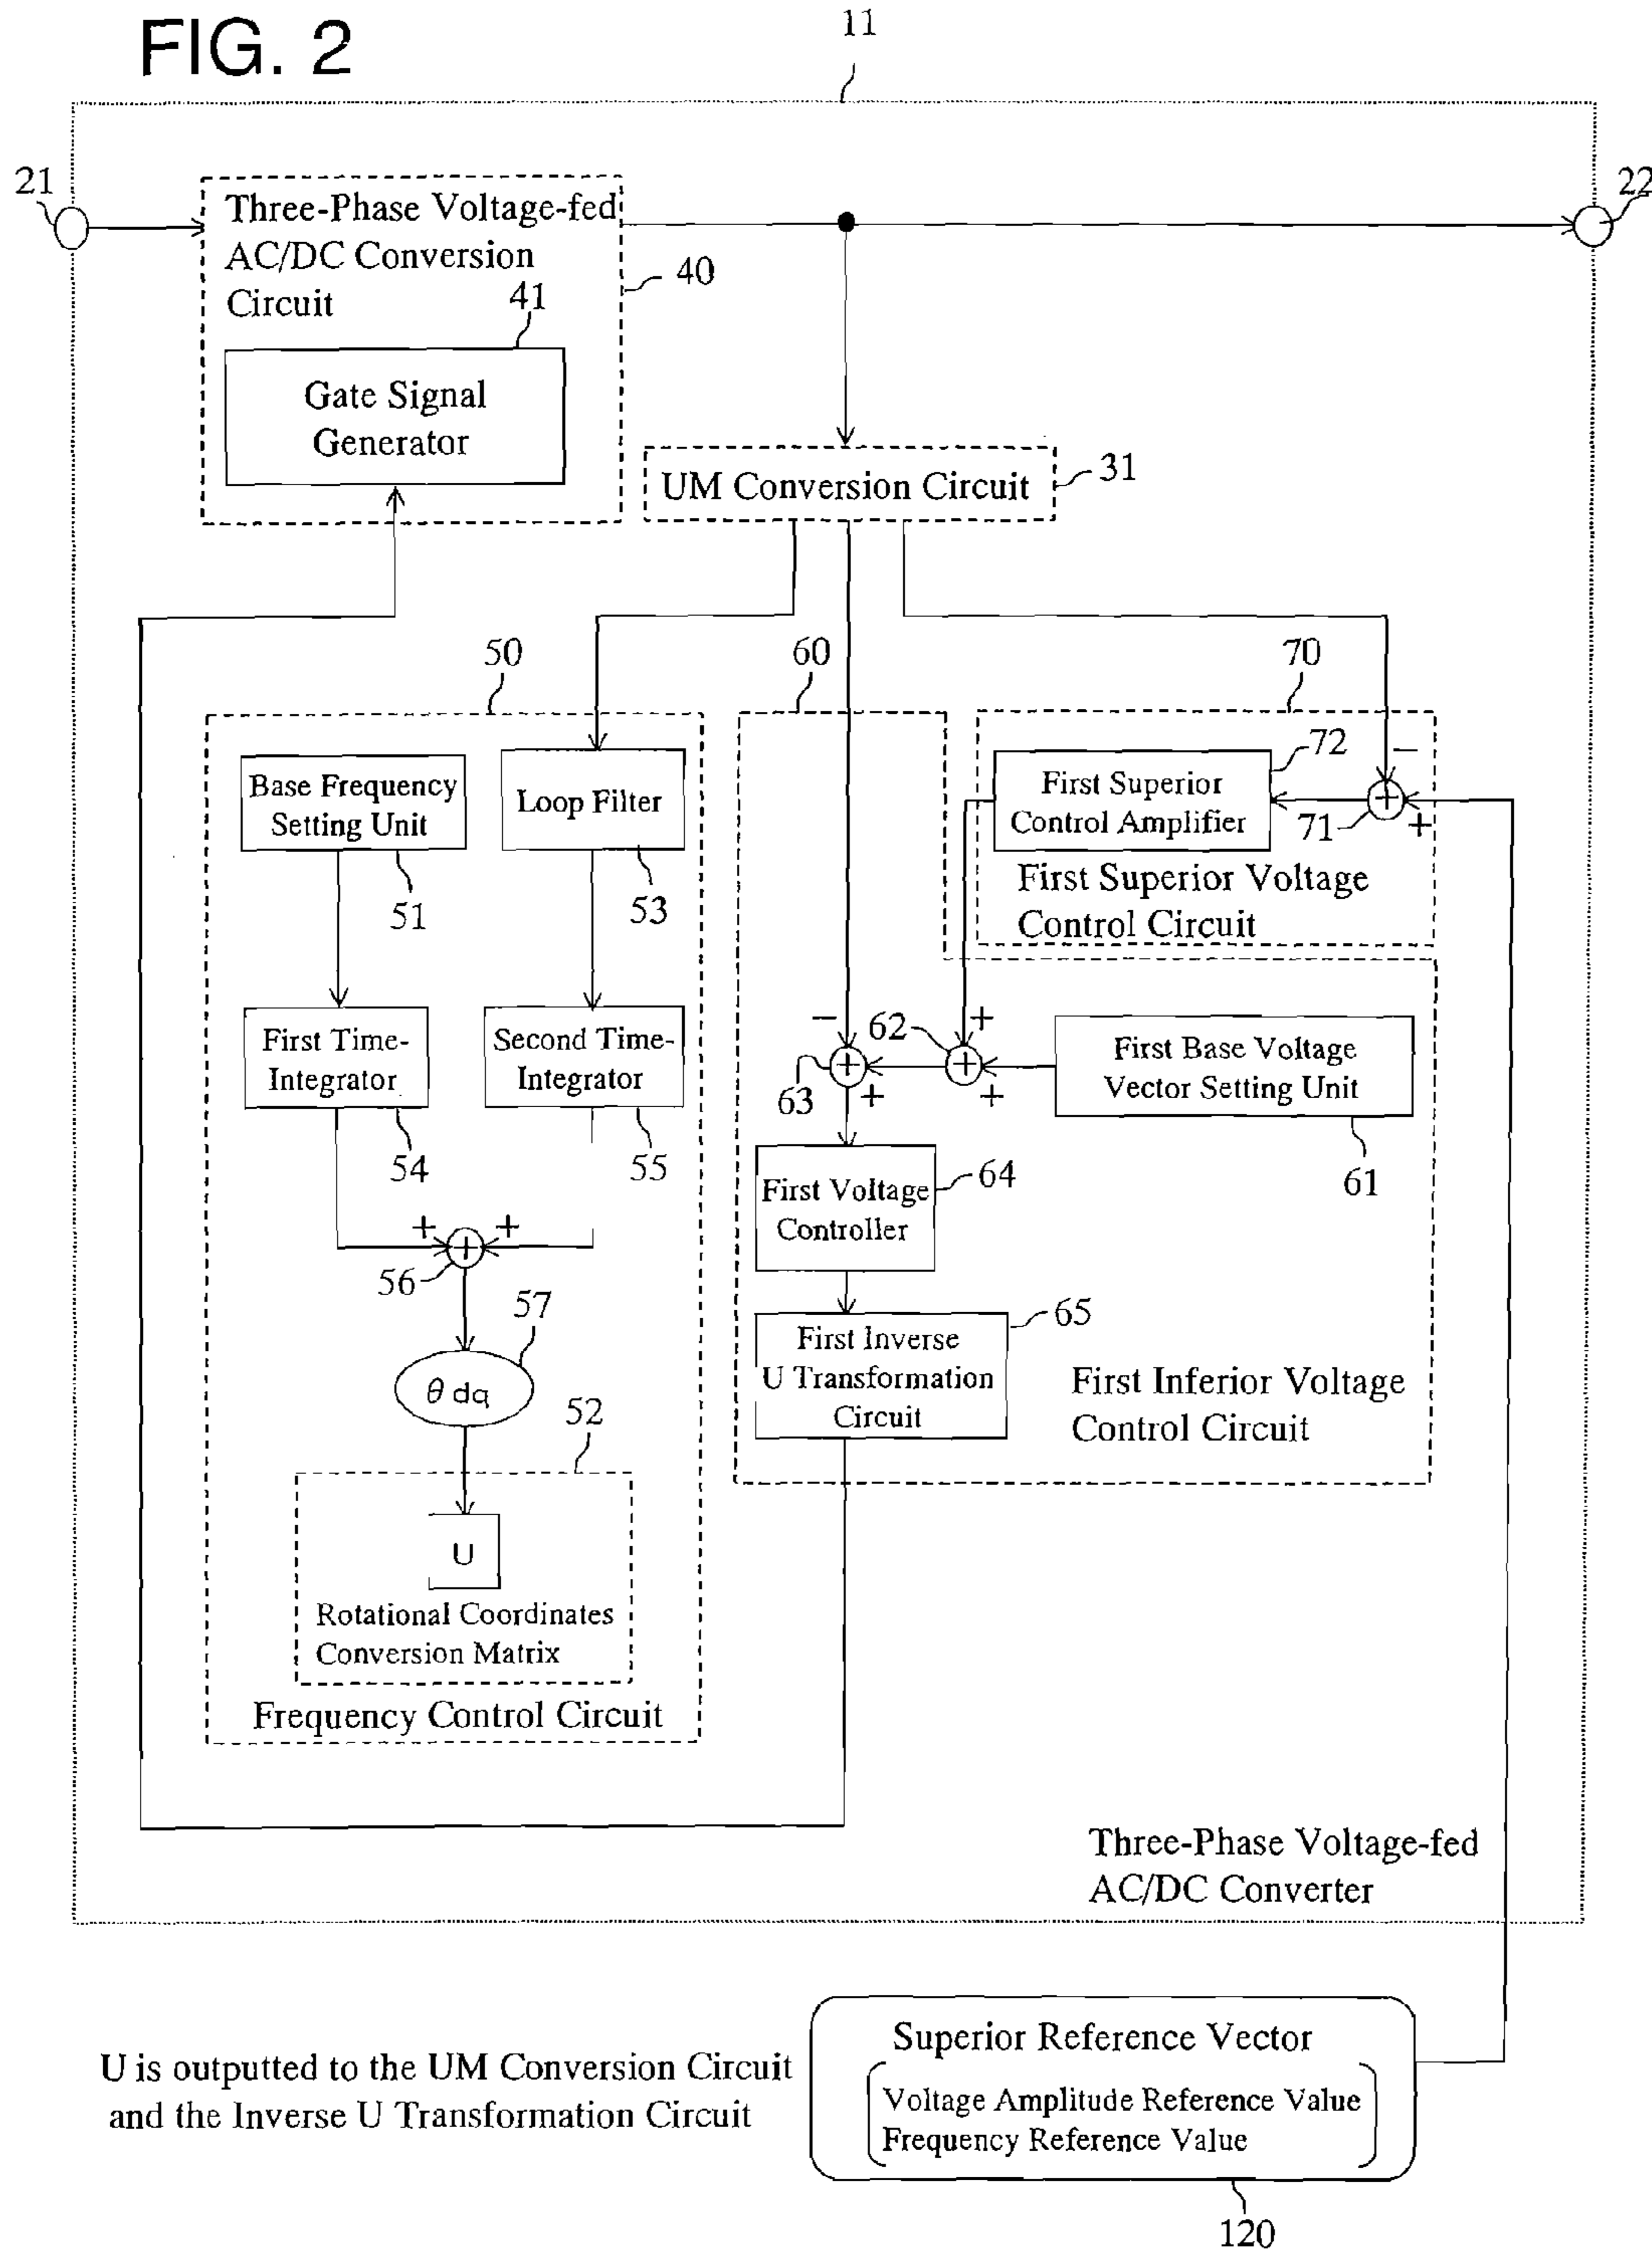 FIG. 2
11
21
22
Three-Phase Voltage-fed
AC/DC Conversion
Circuit
40
41
Gate Signal
Generator
UM Conversion Circuit
31
50
60
70
Base Frequency
Setting Unit
51
Loop Filter
53
First Superior
Control Amplifier
72
−
71
+
+
First Superior Voltage
Control Circuit
First Time-
Integrator
54
Second Time-
Integrator
55
−
63
+
+
62
+
+
+
First Base Voltage
Vector Setting Unit
61
First Voltage
Controller
64
+
+
+
56
57
θ dq
52
U
Rotational Coordinates
Conversion Matrix
Frequency Control Circuit
First Inverse
U Transformation
Circuit
65
First Inferior Voltage
Control Circuit
Three-Phase Voltage-fed
AC/DC Converter
Superior Reference Vector
Voltage Amplitude Reference Value
Frequency Reference Value
120
U is outputted to the UM Conversion Circuit
and the Inverse U Transformation Circuit